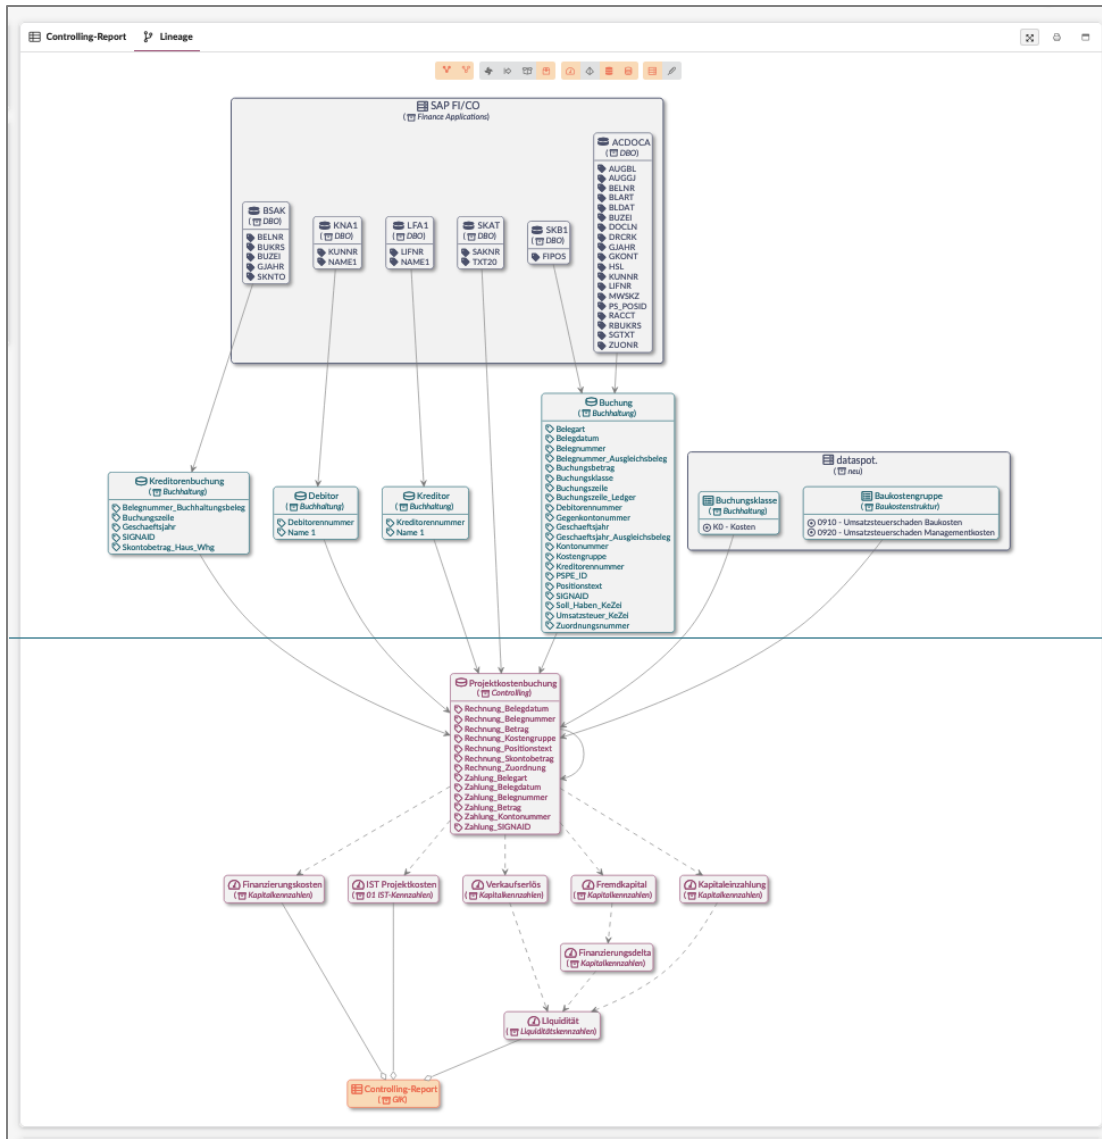 Controlling-Report Lineage
SAP FI/CO
( Finance Applications)
BSAK
( DBO)
BELNR
BUKRS
BUZEI
GJAHR
SKNTO
KNA1
( DBO)
KUNNR
NAME1
LFA1
( DBO)
LIFNR
NAME1
SKAT
( DBO)
SAKNR
TXT20
SKB1
( DBO)
FIPOS
ACDOCA
( DBO)
AUGBL
AUGGJ
BELNR
BLART
BLDAT
BUZEI
DOCLN
DRCRK
GJAHR
GKONT
HSL
KUNNR
LIFNR
MWSKZ
PS_POSID
RACCT
RBUKRS
SGTXT
ZUONR
Kreditorenbuchung
( Buchhaltung)
Belegnummer_Buchhaltungsbeleg
Buchungszeile
Geschaeftsjahr
SIGNAID
Skontobetrag_Haus_Whg
Debitor
( Buchhaltung)
Debitorennummer
Name 1
Kreditor
( Buchhaltung)
Kreditorennummer
Name 1
Buchung
( Buchhaltung)
Belegart
Belegdatum
Belegnummer
Belegnummer_Ausgleichsbeleg
Buchungsbetrag
Buchungsklasse
Buchungszeile
Buchungszeile_Ledger
Debitorennummer
Gegenkontonummer
Geschaeftsjahr
Geschaeftsjahr_Ausgleichsbeleg
Kontonummer
Kostengruppe
Kreditorennummer
PSPE_ID
Positionstext
SIGNAID
Soll_Haben_KeZei
Umsatzsteuer_KeZei
Zuordnungsnummer
dataspot.
( neu)
Buchungsklasse
( Buchhaltung)
K0 - Kosten
Baukostengruppe
( Baukostenstruktur)
0910 - Umsatzsteuerschaden Baukosten
0920 - Umsatzsteuerschaden Managementkosten
Projektkostenbuchung
( Controlling)
Rechnung_Belegdatum
Rechnung_Belegnummer
Rechnung_Betrag
Rechnung_Kostengruppe
Rechnung_Positionstext
Rechnung_Skontobetrag
Rechnung_Zuordnung
Zahlung_Belegart
Zahlung_Belegdatum
Zahlung_Belegnummer
Zahlung_Betrag
Zahlung_Kontonummer
Zahlung_SIGNAID
Finanzierungskosten
( Kapitalkennzahlen)
IST Projektkosten
( 01 IST-Kennzahlen)
Verkaufserlös
( Kapitalkennzahlen)
Fremdkapital
( Kapitalkennzahlen)
Kapitaleinzahlung
( Kapitalkennzahlen)
Finanzierungsdelta
( Kapitalkennzahlen)
Liquidität
( Liquiditätskennzahlen)
Controlling-Report